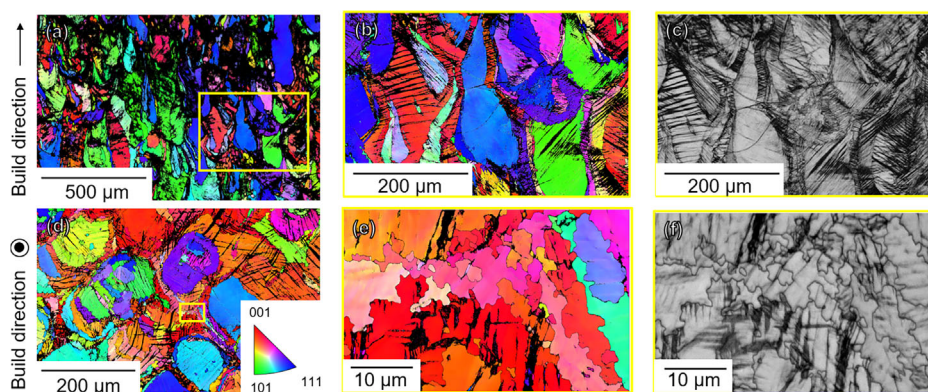 Build direction
(a)
500 µm
(b)
200 µm
(c)
200 µm
Build direction
(d)
200 µm
001
101
111
(e)
10 µm
(f)
10 µm